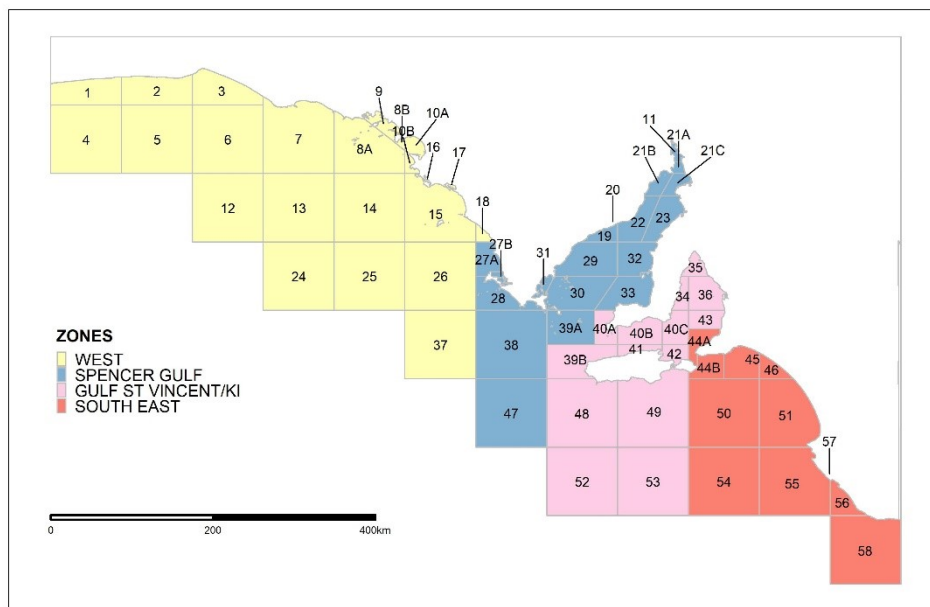 9
8B
10A
10B
1
2
3
4
5
6
7
8A
16
17
11
21A
21B
21C
12
13
14
15
18
20
19
22
23
27B
27A
31
29
32
24
25
26
28
30
33
35
34
36
37
38
39A
40A
40B
40C
43
44A
41
42
39B
44B
45
46
ZONES
WEST
SPENCER GULF
GULF ST VINCENT/KI
SOUTH EAST
47
48
49
50
51
57
52
53
54
55
56
58
0
200
400km